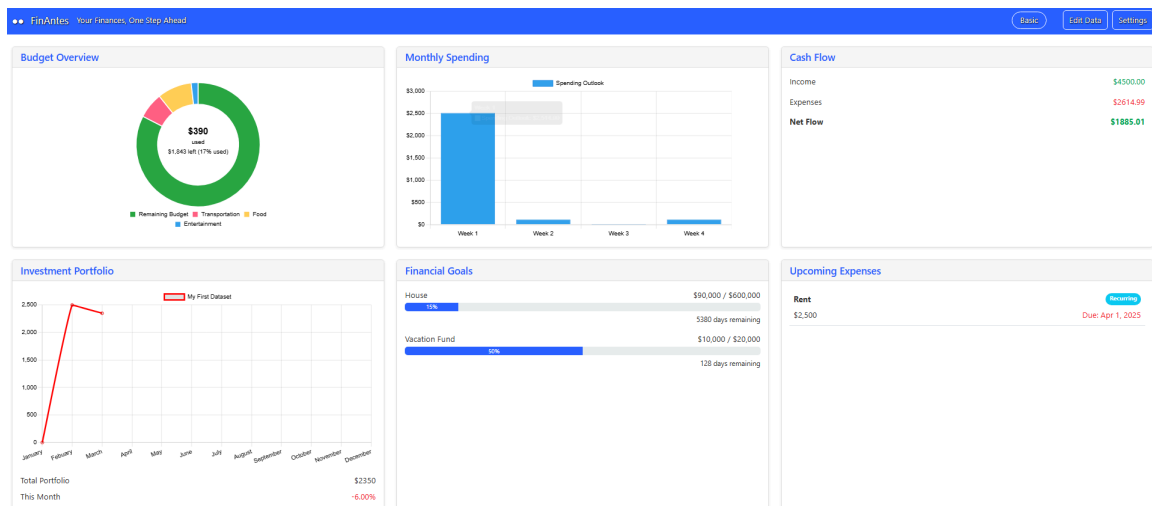 FinAntes Your Finances, One Step Ahead
Basic
Edit Data
Settings
Budget Overview
$390
used
$1,843 left (17% used)
Remaining Budget Transportation Food
Entertainment
Monthly Spending
Spending Outlook
$3,000
$2,500
$2,000
$1,500
$1,000
$500
$0
Week 1 Week 2 Week 3 Week 4
Cash Flow
Income $4500.00
Expenses $2614.99
Net Flow $1885.01
Investment Portfolio
My First Dataset
2,500
2,000
1,500
1,000
500
0
January Febuary March April May June July August September October November December
Total Portfolio $2350
This Month -6.00%
Financial Goals
House $90,000 / $600,000
15%
5380 days remaining
Vacation Fund $10,000 / $20,000
50%
128 days remaining
Upcoming Expenses
Rent Recurring
$2,500 Due: Apr 1, 2025